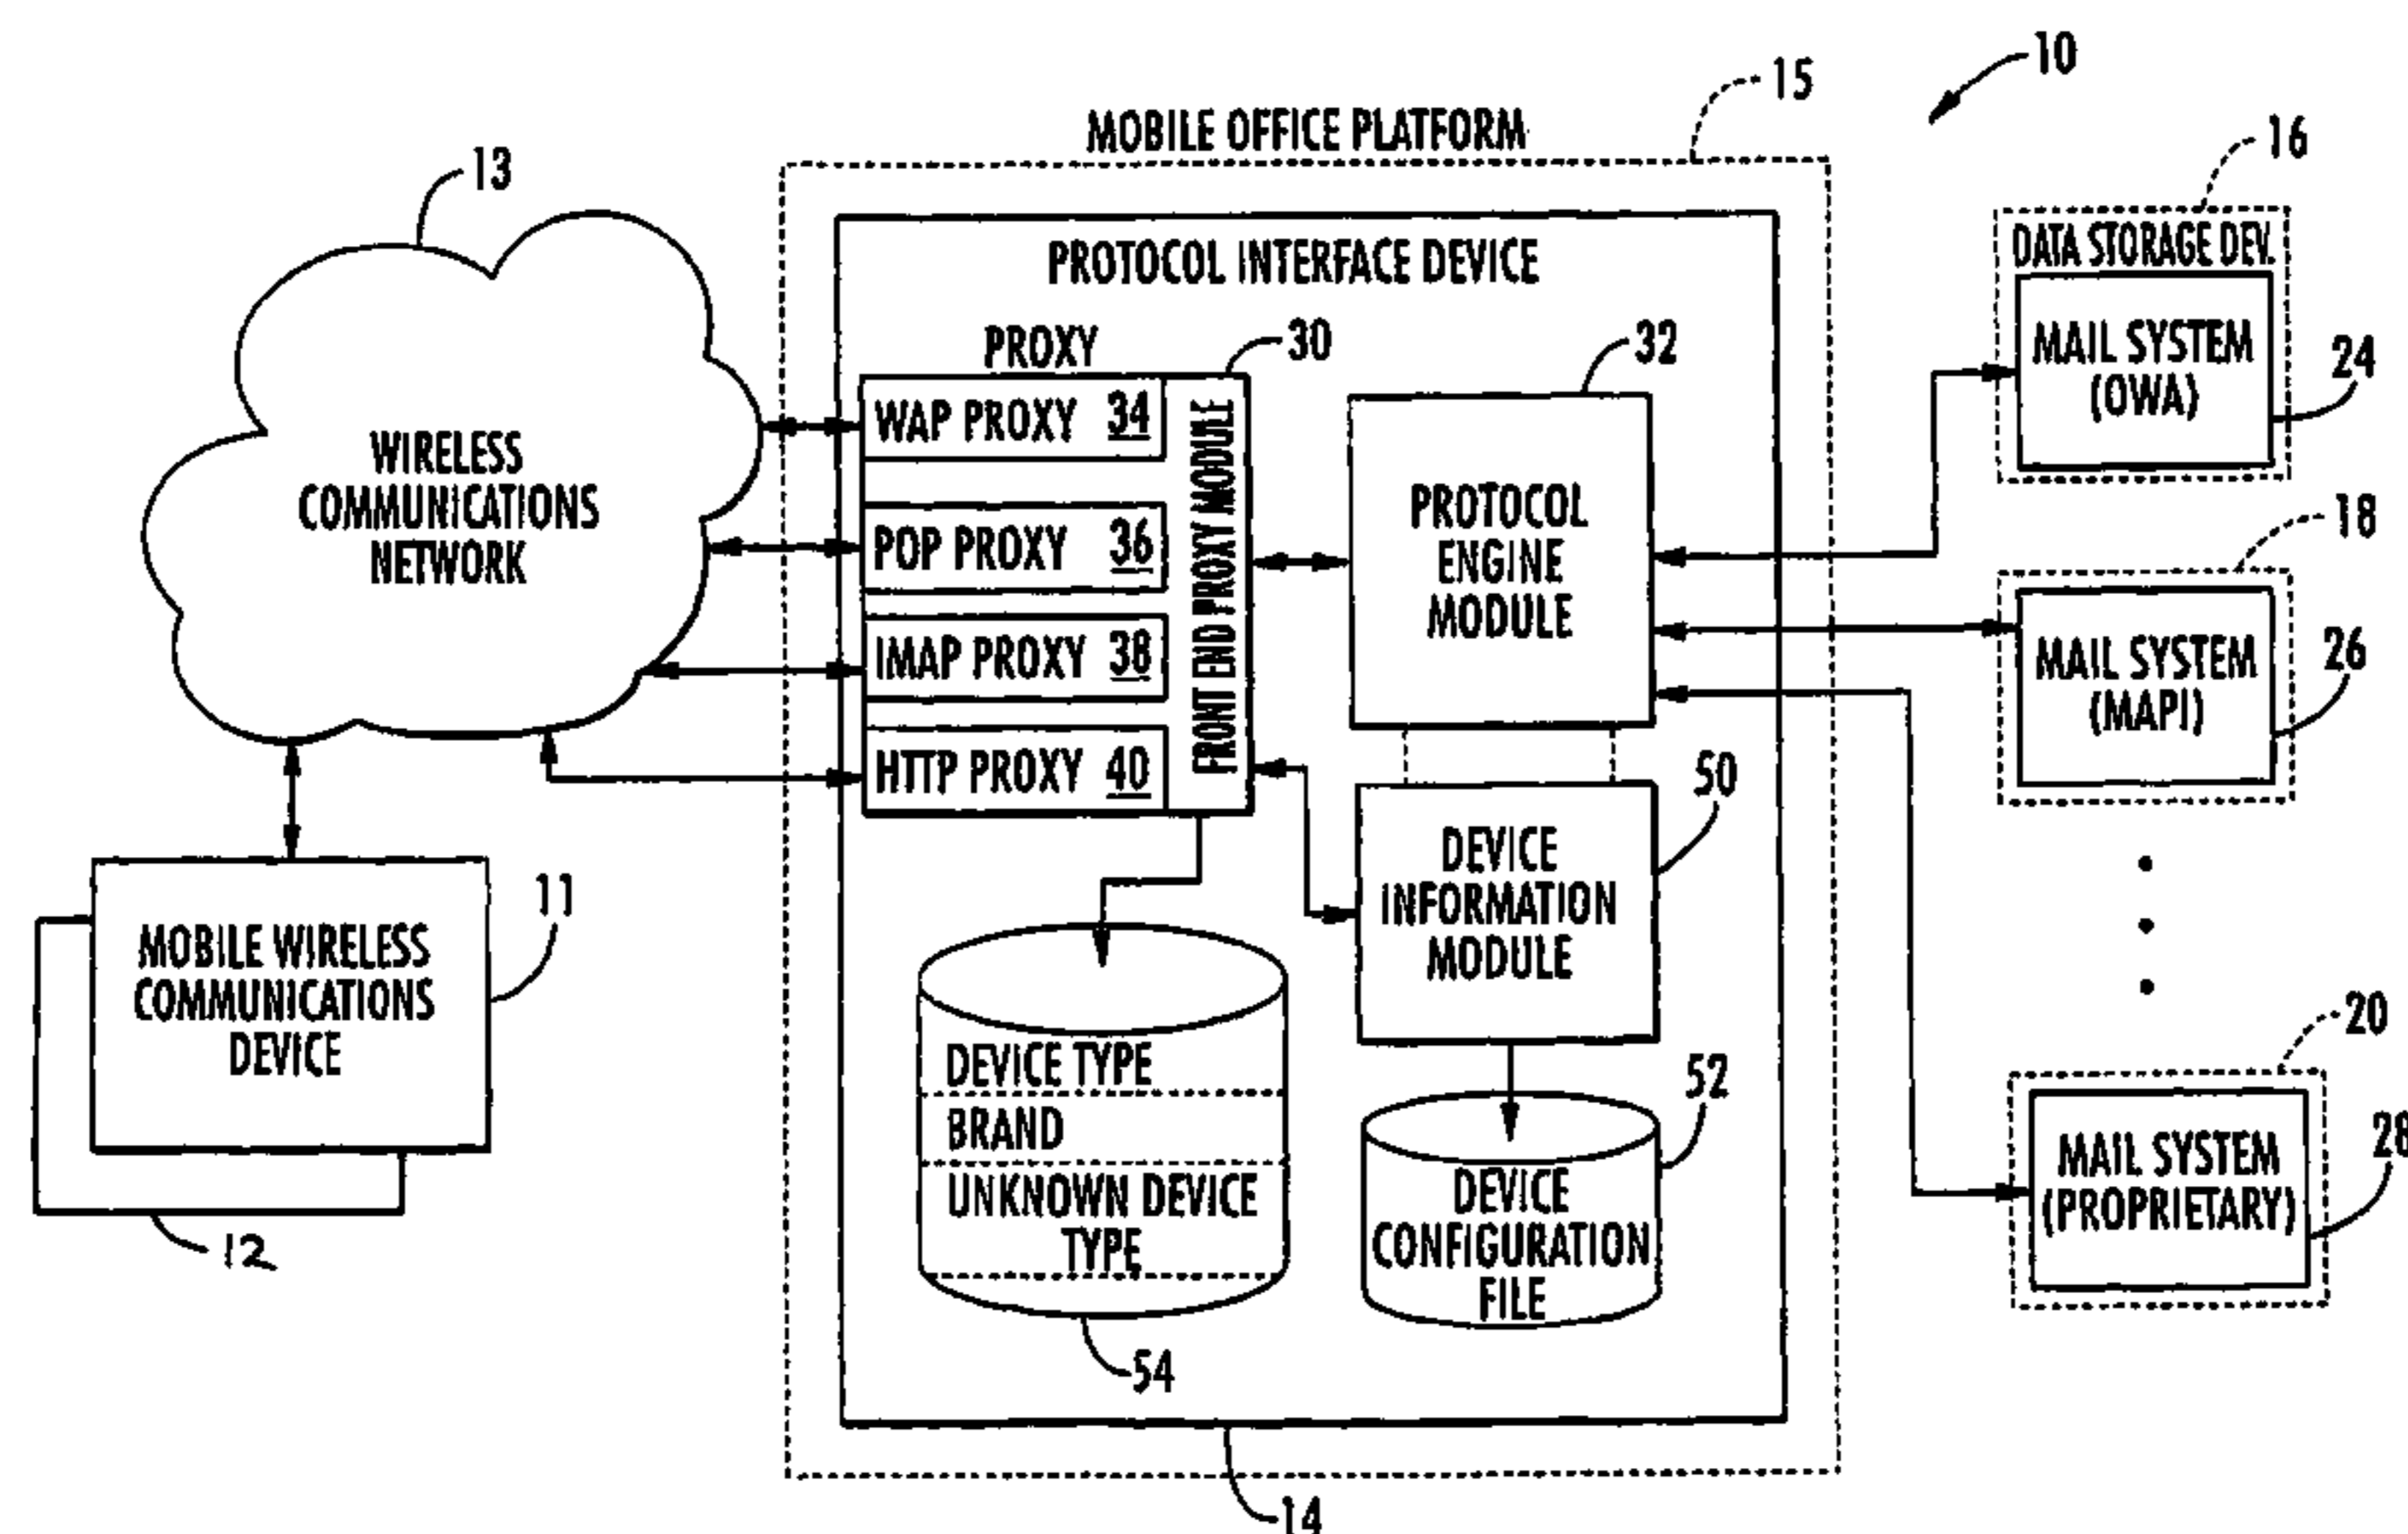 10
15
MOBILE OFFICE PLATFORM
16
13
DATA STORAGE DEV.
PROTOCOL INTERFACE DEVICE
MAIL SYSTEM
(OWA)
24
PROXY
30
32
WAP PROXY 34
POP PROXY 36
IMAP PROXY 38
HTTP PROXY 40
FRONT END PROXY MODULE
WIRELESS
COMMUNICATIONS
NETWORK
PROTOCOL
ENGINE
MODULE
18
MAIL SYSTEM
(MAPI)
26
50
DEVICE
INFORMATION
MODULE
11
MOBILE WIRELESS
COMMUNICATIONS
DEVICE
12
DEVICE TYPE
BRAND
UNKNOWN DEVICE
TYPE
54
52
DEVICE
CONFIGURATION
FILE
20
MAIL SYSTEM
(PROPRIETARY)
28
14